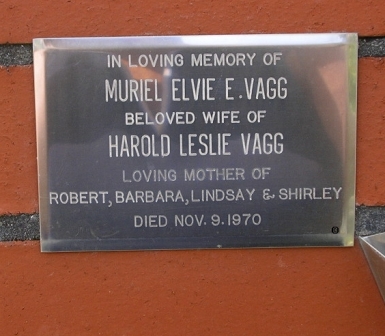 IN LOVING MEMORY OF
MURIEL ELVIE E. VAGG
BELOVED WIFE OF
HAROLD LESLIE VAGG
LOVING MOTHER OF
ROBERT, BARBARA, LINDSAY & SHIRLEY
DIED NOV. 9. 1970